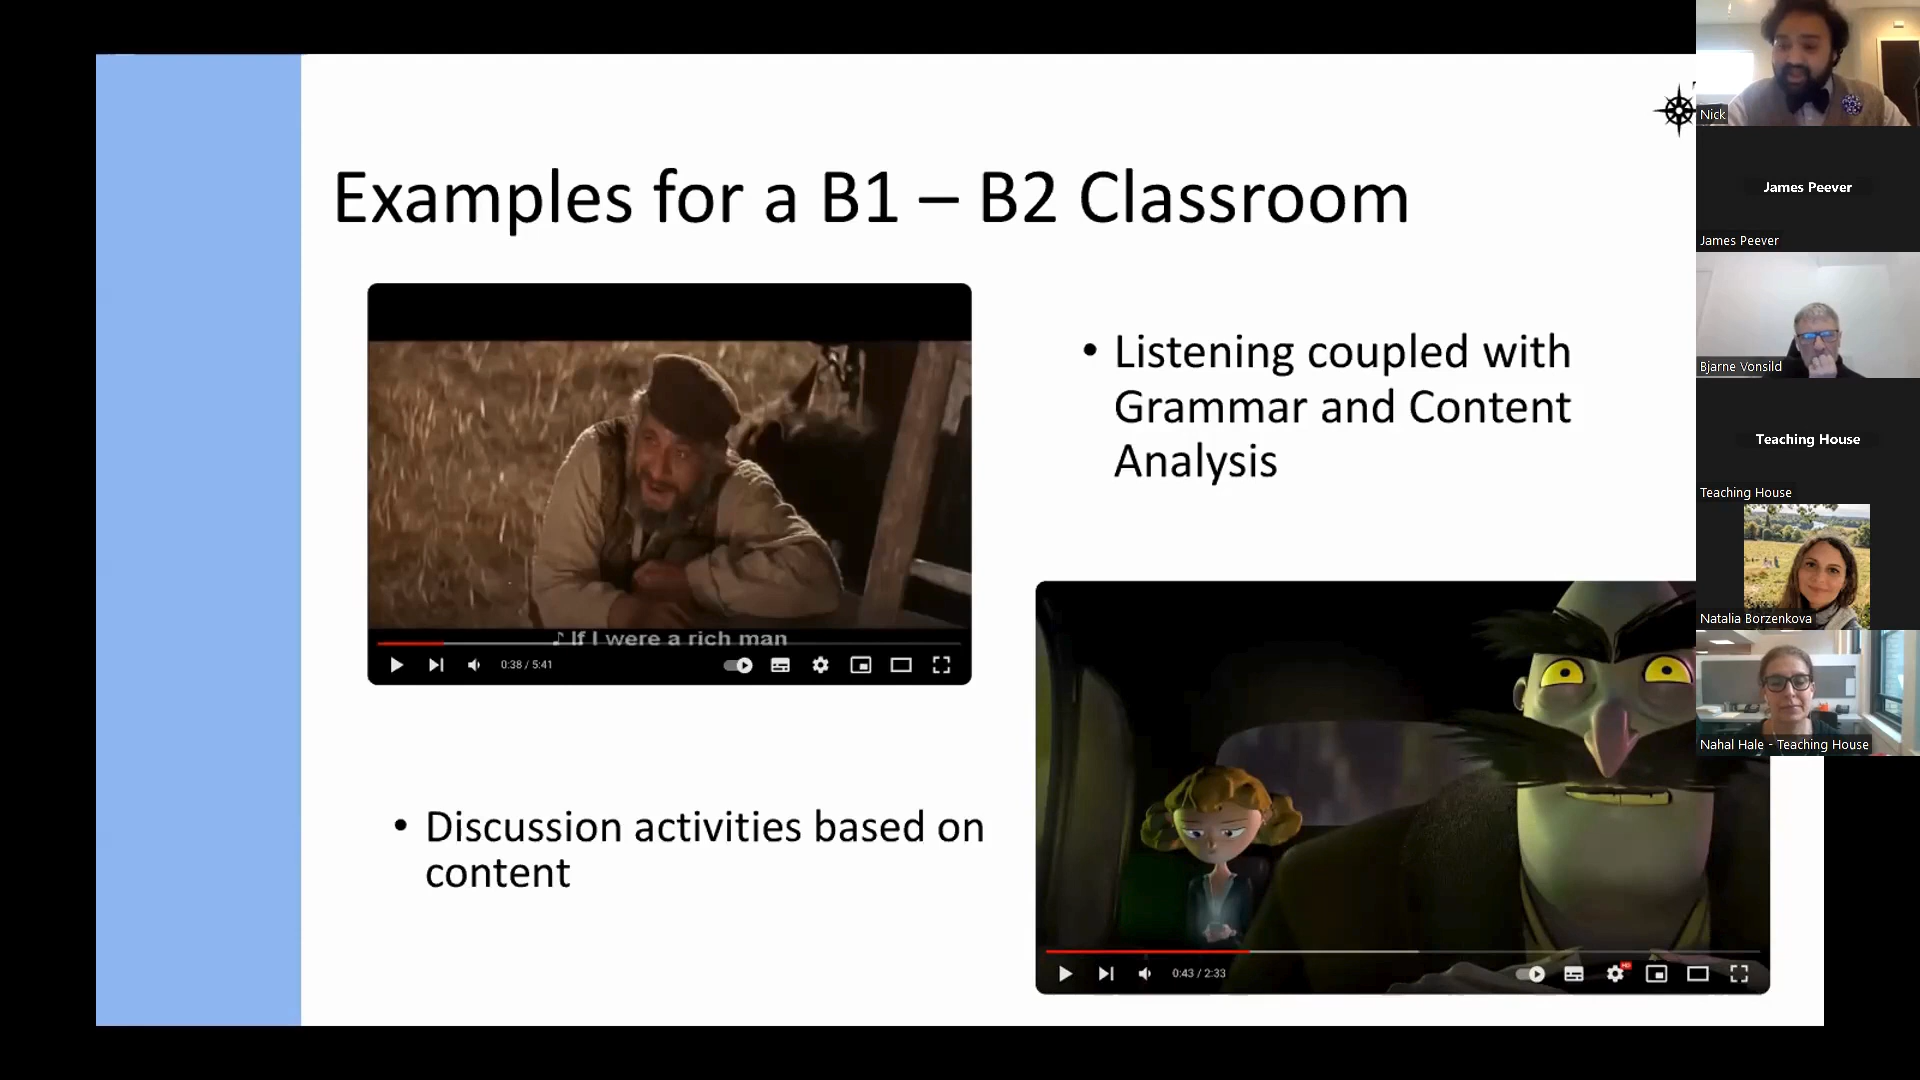 Examples for a B1 – B2 Classroom
♪ If I were a rich man
0:38 / 5:41
• Listening coupled with
Grammar and Content
Analysis
• Discussion activities based on
content
HD
0:43 / 2:33
Nick
James Peever
James Peever
Bjarne Vonsild
Teaching House
Teaching House
Natalia Borzenkova
Nahal Hale - Teaching House